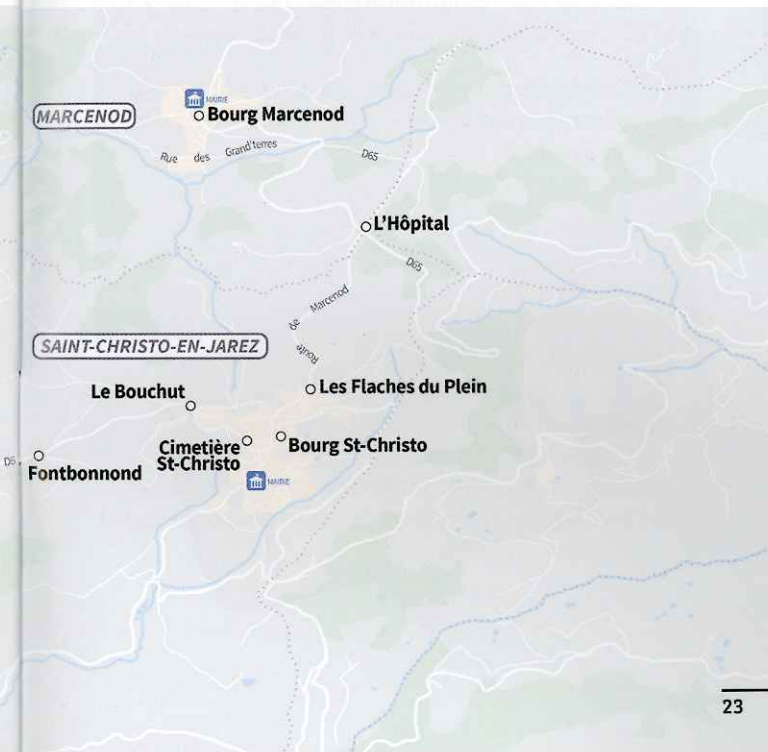 MAIRIE
MARCENOD
Bourg Marcenod
Rue des Grand'terres
D65
L'Hôpital
D65
Route de Marcenod
SAINT-CHRISTO-EN-JAREZ
Les Flaches du Plein
Le Bouchut
Cimetière
St-Christo
Bourg St-Christo
D6
Fontbonnond
MAIRIE
23